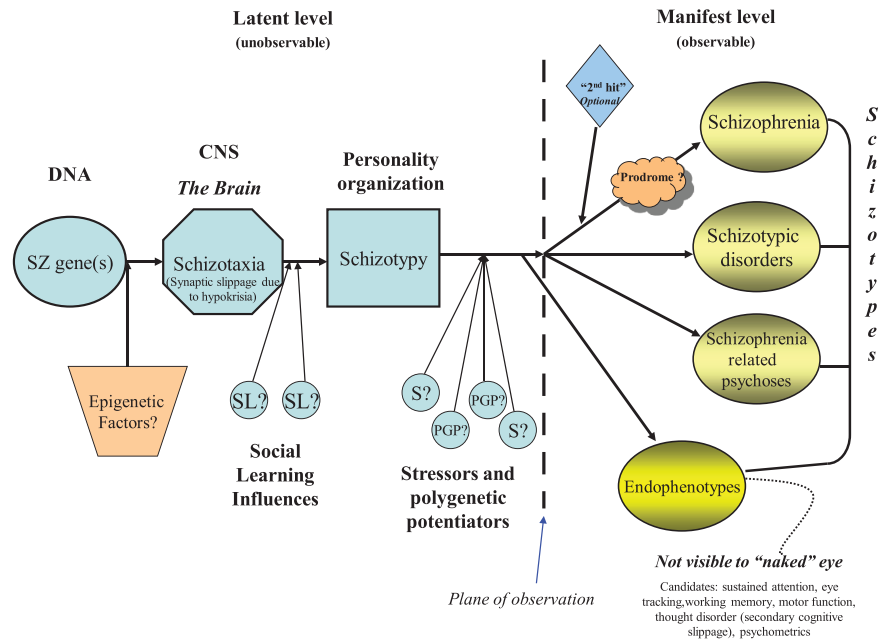 Latent level
(unobservable)
Manifest level
(observable)
"2nd hit"
Optional
Schizophrenia
Prodrome ?
DNA
CNS
The Brain
Personality
organization
SZ gene(s)
Schizotaxia
(Synaptic slippage due
to hypokrisia)
Schizotypy
Schizotypic
disorders
Schizophrenia
related
psychoses
Endophenotypes
Schizotypes
Epigenetic
Factors?
SL?
SL?
Social
Learning
Influences
S?
PGP?
PGP?
S?
Stressors and
polygenetic
potentiators
Plane of observation
Not visible to "naked" eye
Candidates: sustained attention, eye
tracking,working memory, motor function,
thought disorder (secondary cognitive
slippage), psychometrics